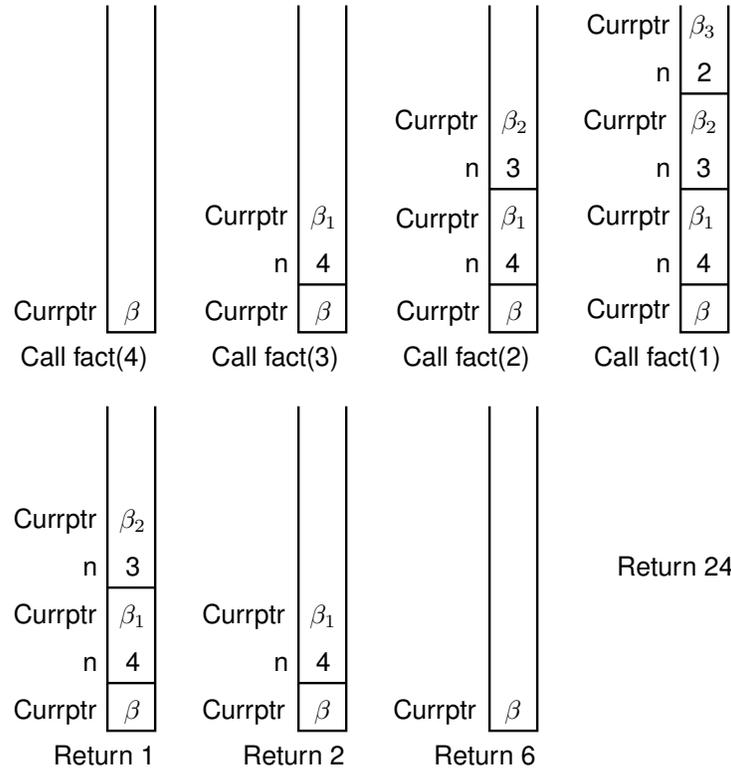 Currptr β
Call fact(4)
Currptr β₁
n 4
Currptr β
Call fact(3)
Currptr β₂
n 3
Currptr β₁
n 4
Currptr β
Call fact(2)
Currptr β₃
n 2
Currptr β₂
n 3
Currptr β₁
n 4
Currptr β
Call fact(1)
Currptr β₂
n 3
Currptr β₁
n 4
Currptr β
Return 1
Currptr β₁
n 4
Currptr β
Return 2
Currptr β
Return 6
Return 24